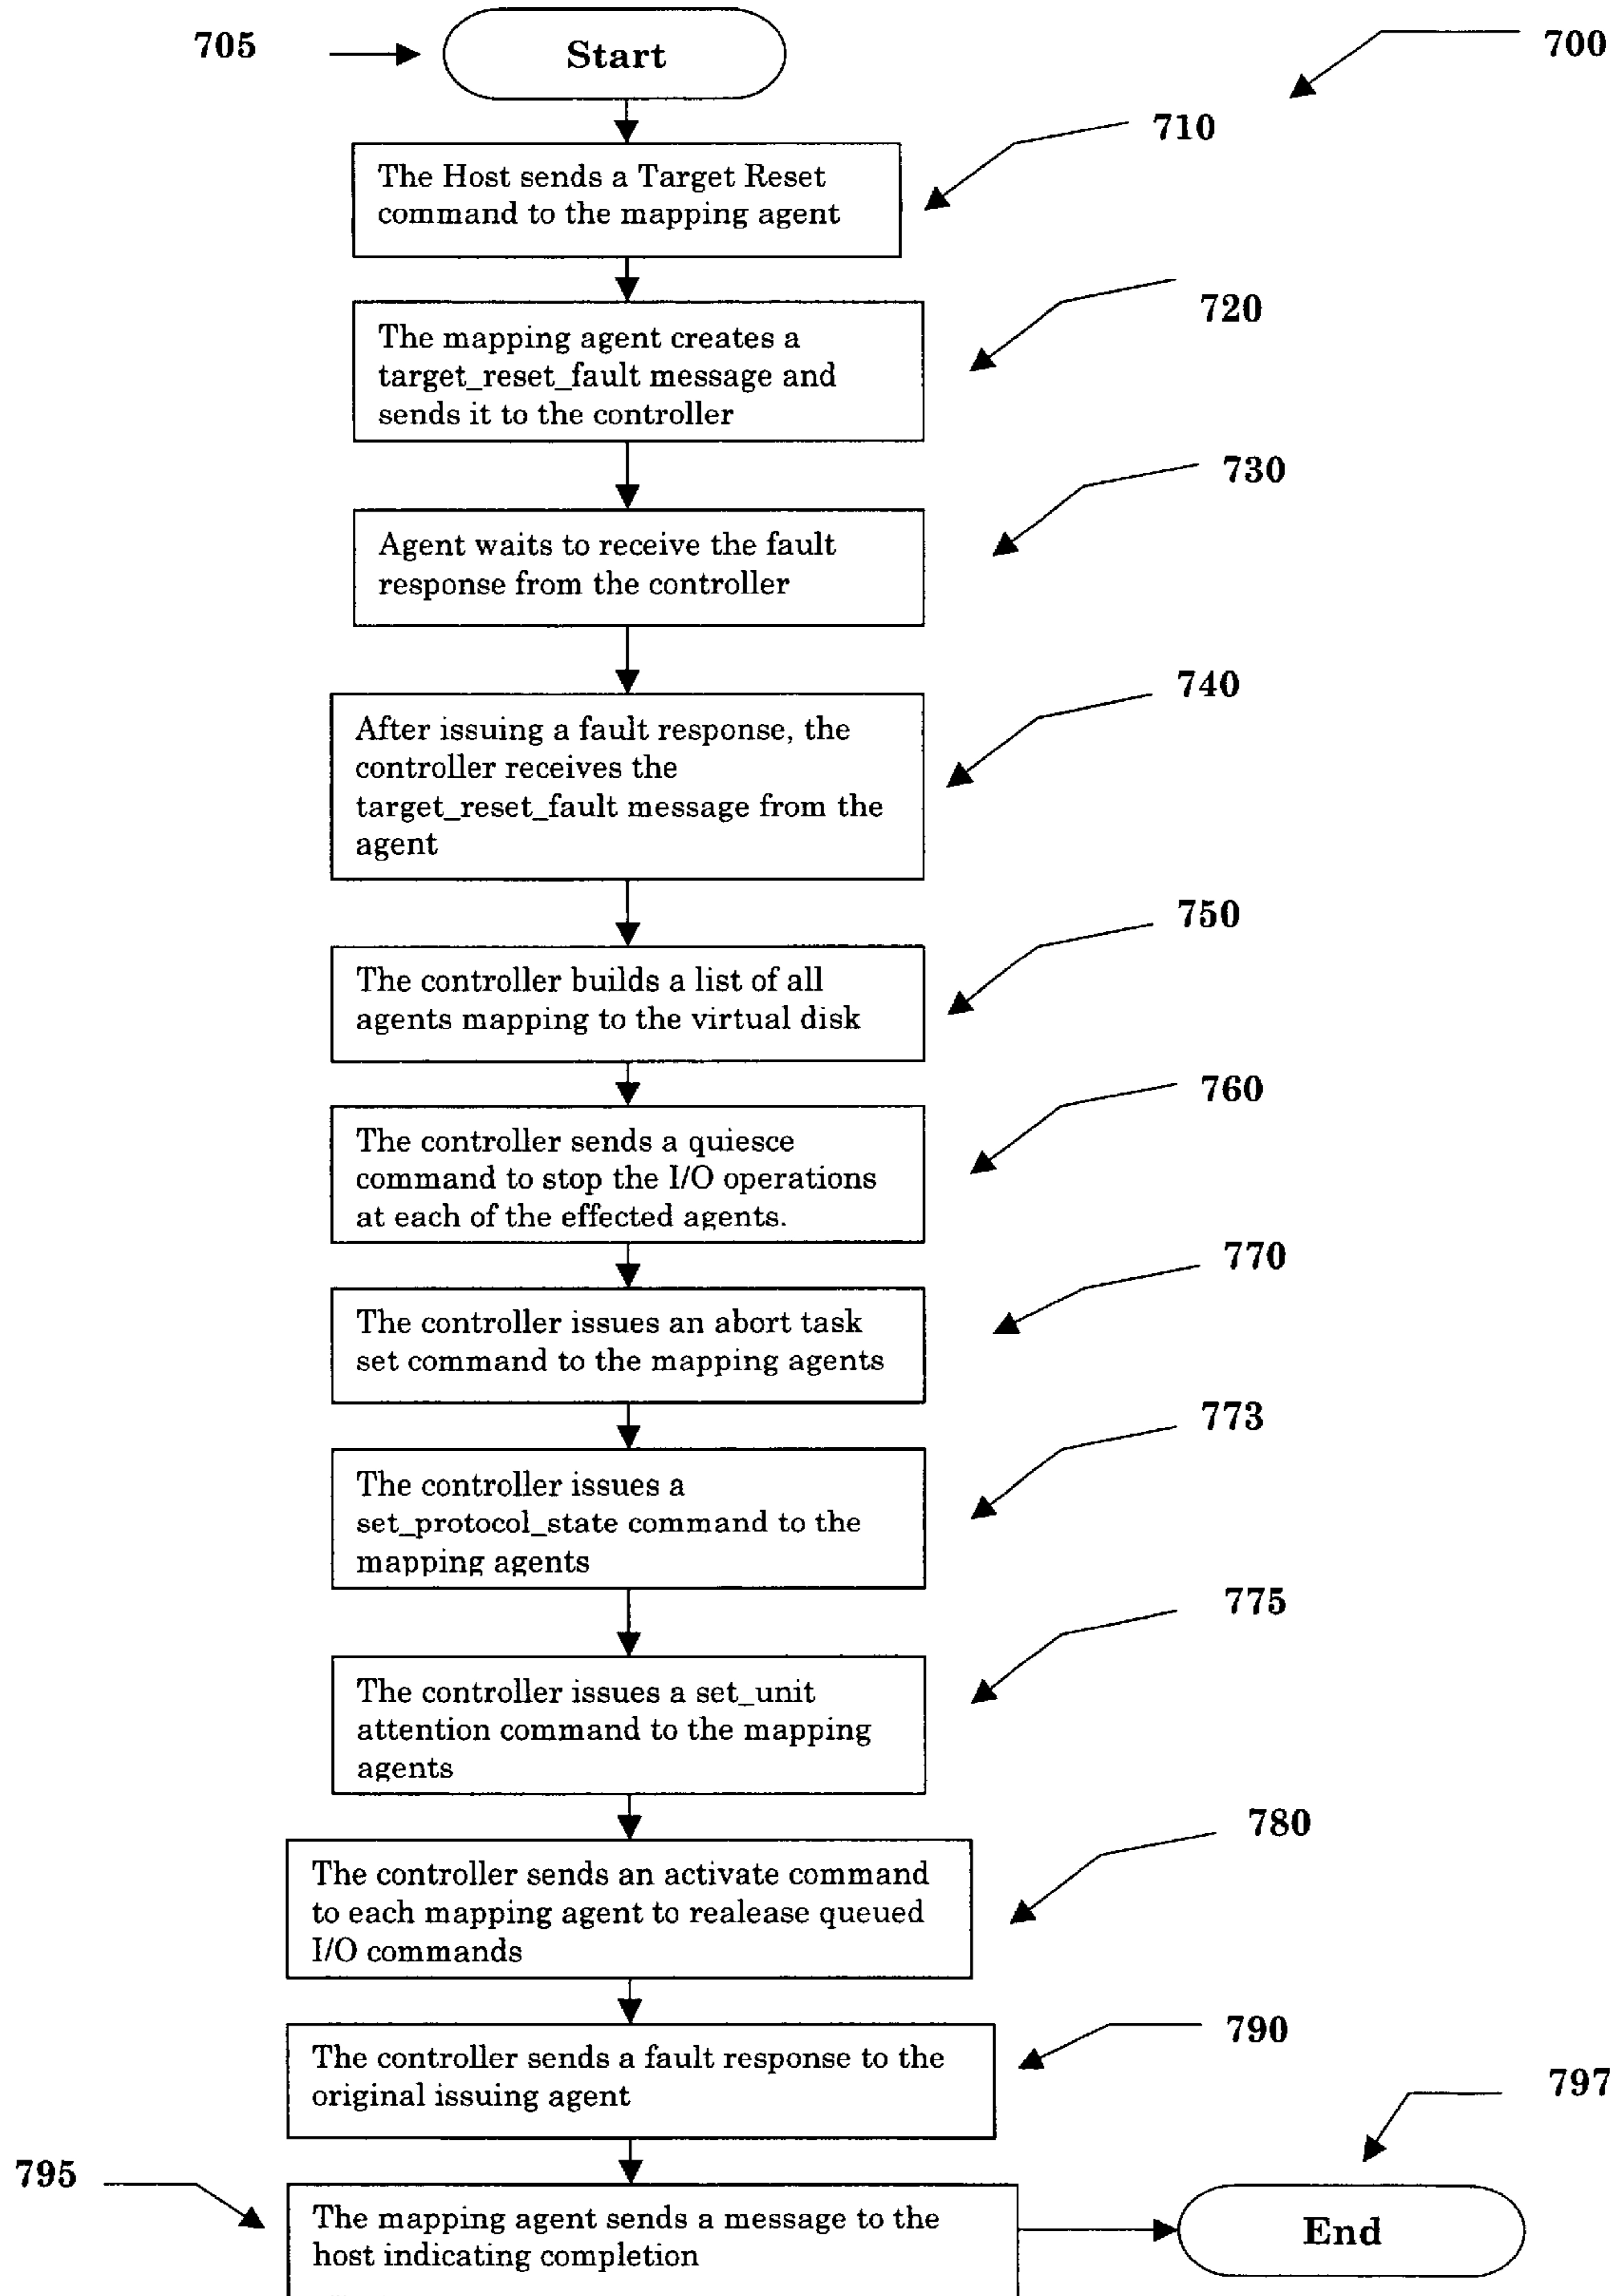 705
Start
700
710
The Host sends a Target Reset
command to the mapping agent
720
The mapping agent creates a
target_reset_fault message and
sends it to the controller
730
Agent waits to receive the fault
response from the controller
740
After issuing a fault response, the
controller receives the
target_reset_fault message from the
agent
750
The controller builds a list of all
agents mapping to the virtual disk
760
The controller sends a quiesce
command to stop the I/O operations
at each of the effected agents.
770
The controller issues an abort task
set command to the mapping agents
773
The controller issues a
set_protocol_state command to the
mapping agents
775
The controller issues a set_unit
attention command to the mapping
agents
780
The controller sends an activate command
to each mapping agent to realease queued
I/O commands
790
The controller sends a fault response to the
original issuing agent
797
795
The mapping agent sends a message to the
host indicating completion
End